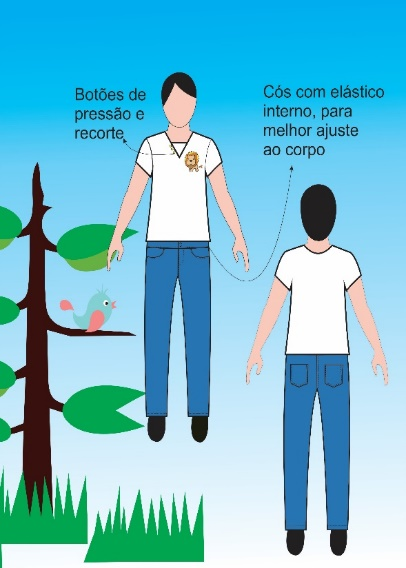 Botões de
pressão e
recorte
Cós com elástico
interno, para
melhor ajuste
ao corpo